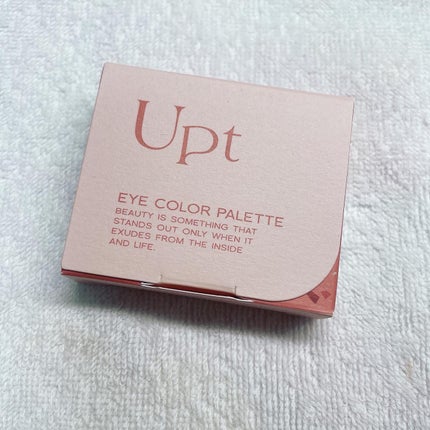 Upt
EYE COLOR PALETTE
BEAUTY IS SOMETHING THAT
STANDS OUT ONLY WHEN IT
EXUDES FROM THE INSIDE
AND LIFE.